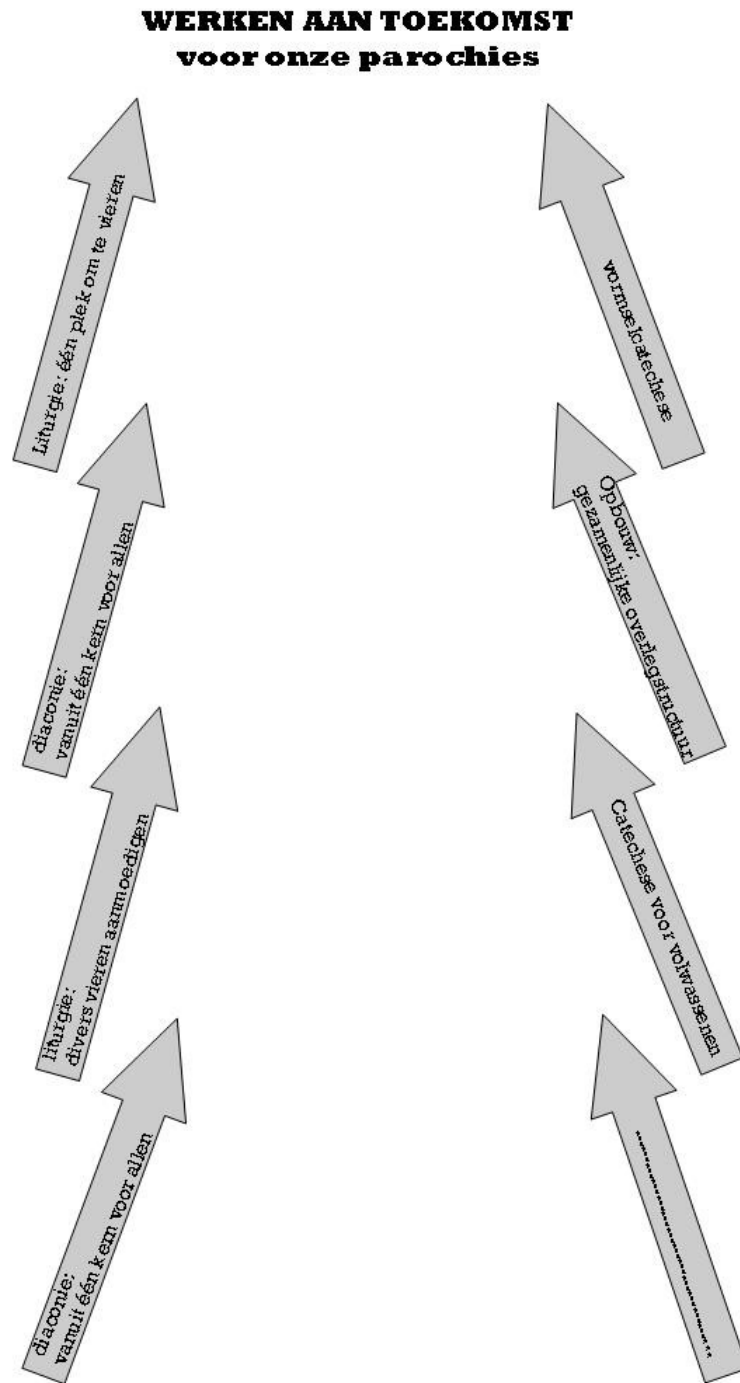 WERKEN AAN TOEKOMST
voor onze parochies
Liturgie: één plek om te vieren
vormselcatechese
diaconie:
vanuit één kern voor allen
Opbouw:
gezamenlijke overlegstructuur
liturgie:
divers vieren aanmoedigen
Catechese voor volwassenen
diaconie:
vanuit één kern voor allen